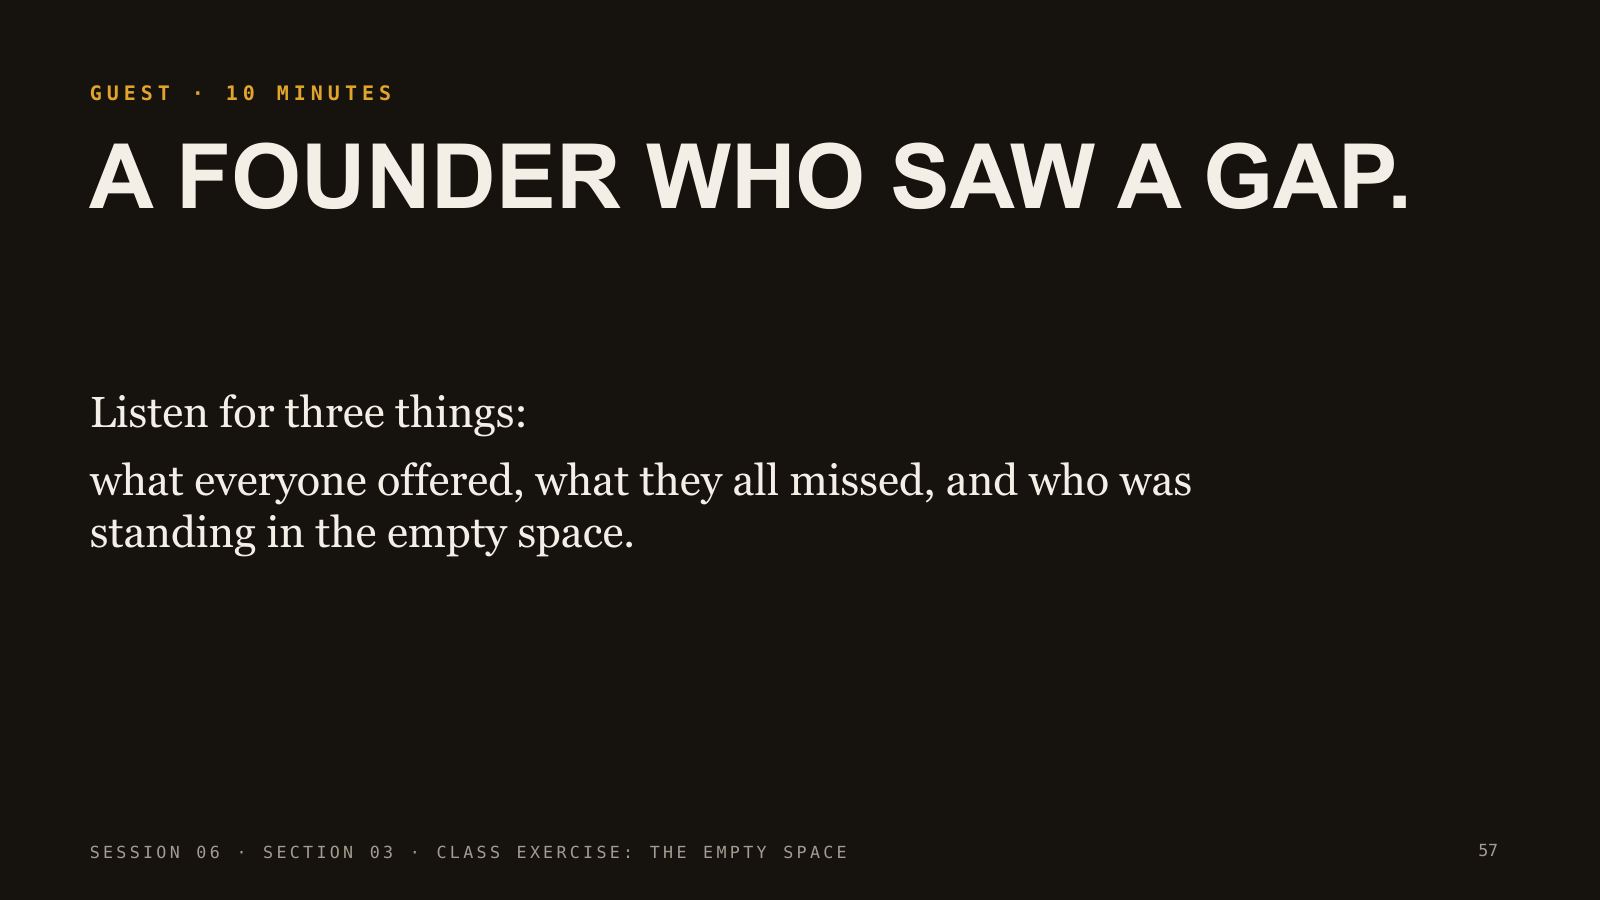 GUEST · 10 MINUTES
A FOUNDER WHO SAW A GAP.
Listen for three things:
what everyone offered, what they all missed, and who was
standing in the empty space.
SESSION 06 · SECTION 03 · CLASS EXERCISE: THE EMPTY SPACE
57